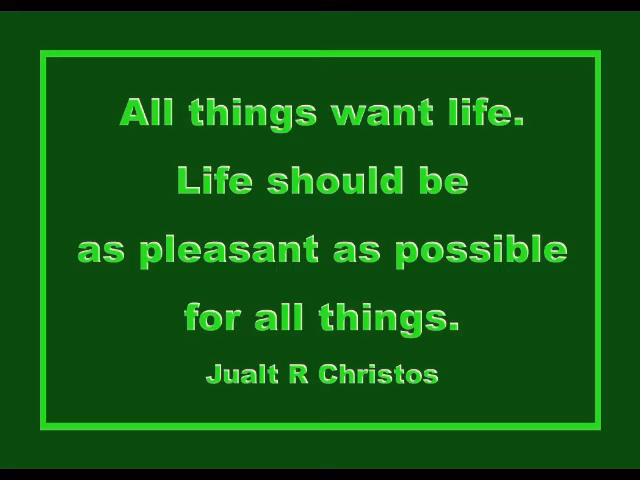 All things want life.
Life should be
as pleasant as possible
for all things.
Jualt R Christos